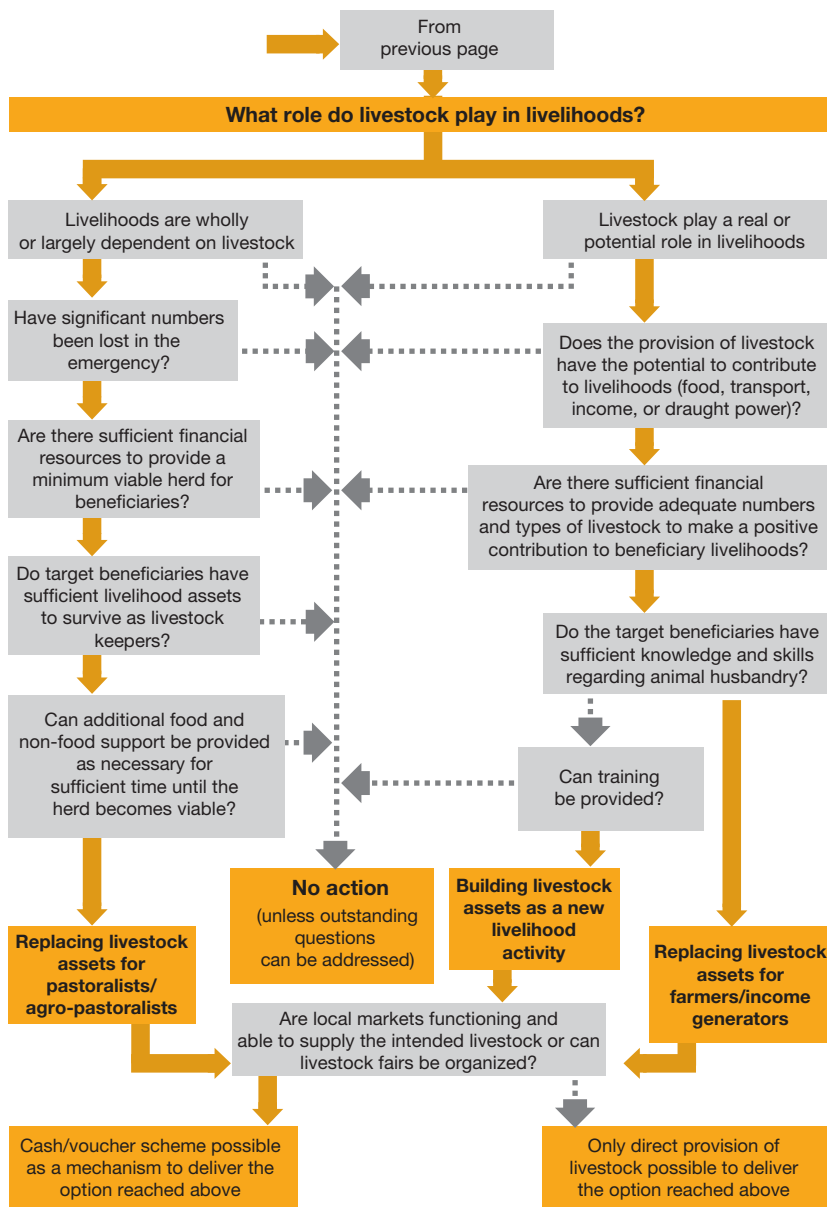 From
previous page
What role do livestock play in livelihoods?
Livelihoods are wholly
or largely dependent on livestock
Livestock play a real or
potential role in livelihoods
Have significant numbers
been lost in the
emergency?
Does the provision of livestock
have the potential to contribute
to livelihoods (food, transport,
income, or draught power)?
Are there sufficient financial
resources to provide a
minimum viable herd for
beneficiaries?
Are there sufficient financial
resources to provide adequate numbers
and types of livestock to make a positive
contribution to beneficiary livelihoods?
Do target beneficiaries have
sufficient livelihood assets
to survive as livestock
keepers?
Do the target beneficiaries have
sufficient knowledge and skills
regarding animal husbandry?
Can additional food and
non-food support be provided
as necessary for
sufficient time until the
herd becomes viable?
Can training
be provided?
No action
(unless outstanding
questions
can be addressed)
Building livestock
assets as a new
livelihood
activity
Replacing livestock
assets for
pastoralists/
agro-pastoralists
Replacing livestock
assets for
farmers/income
generators
Are local markets functioning and
able to supply the intended livestock or can
livestock fairs be organized?
Cash/voucher scheme possible
as a mechanism to deliver the
option reached above
Only direct provision of
livestock possible to deliver
the option reached above